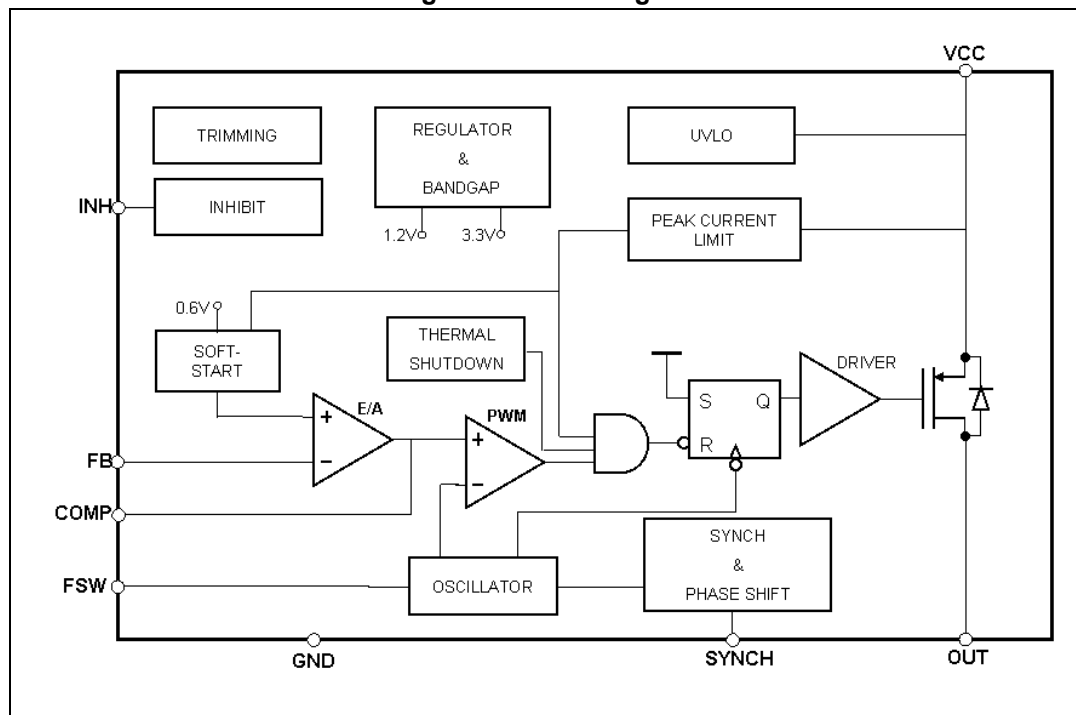 VCC
TRIMMING
REGULATOR
&
BANDGAP
UVLO
INH
INHIBIT
1.2V
3.3V
PEAK CURRENT
LIMIT
0.6V
SOFT-
START
THERMAL
SHUTDOWN
DRIVER
E/A
PWM
S
Q
R
+
−
+
−
FB
COMP
FSW
OSCILLATOR
SYNCH
&
PHASE SHIFT
GND
SYNCH
OUT